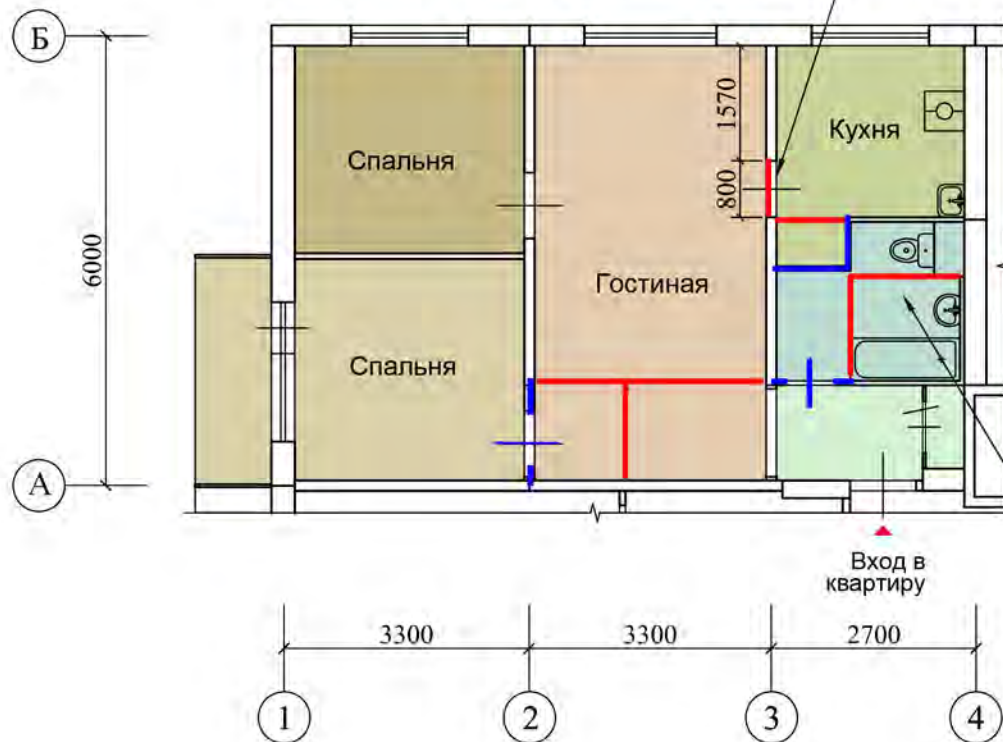 Б
1570
Кухня
Спальня
800
6000
Гостиная
Спальня
А
Вход в
квартиру
3300
3300
2700
1
2
3
4